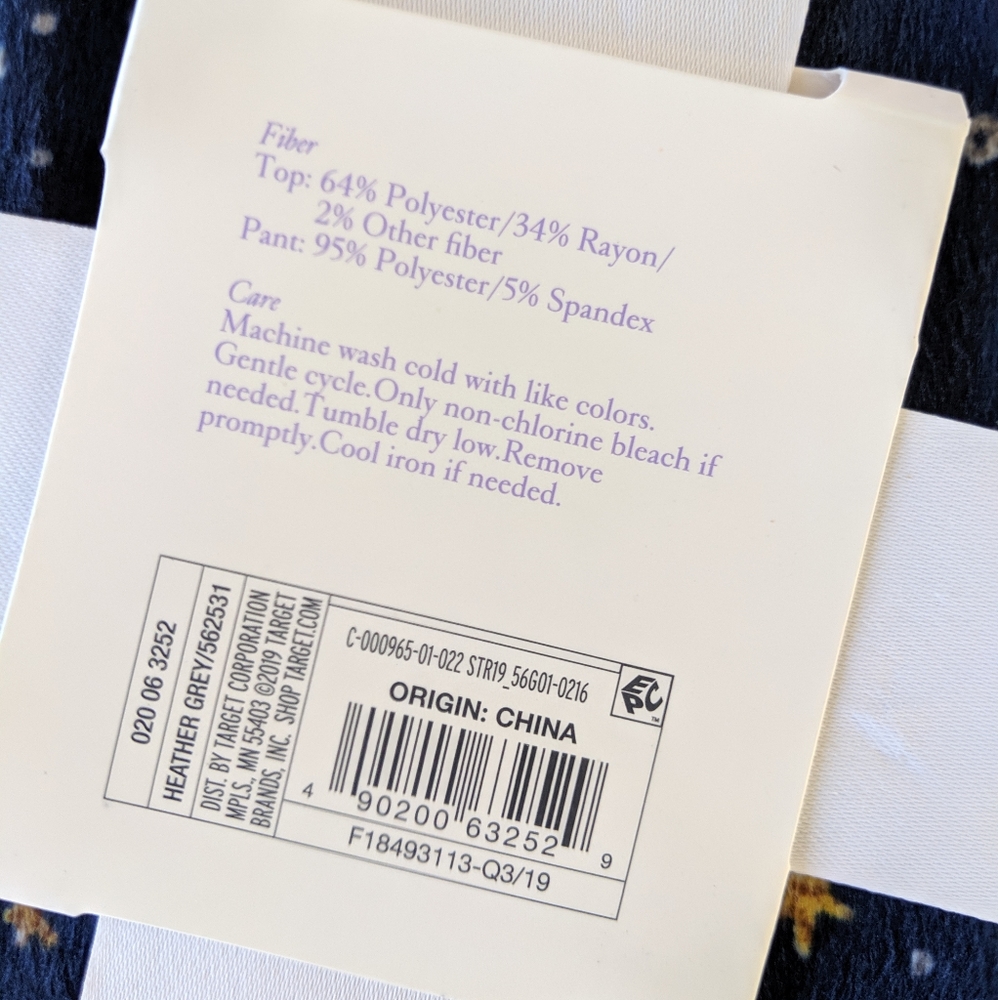 Fiber
Top: 64% Polyester/34% Rayon/
2% Other fiber
Pant: 95% Polyester/5% Spandex
Care
Machine wash cold with like colors.
Gentle cycle.Only non-chlorine bleach if
needed.Tumble dry low.Remove
promptly.Cool iron if needed.
020 06 3252
HEATHER GREY/562531
DIST. BY TARGET CORPORATION
MPLS., MN 55403 ©2019 TARGET
BRANDS, INC. SHOP TARGET.COM
C-000965-01-022 STR19_56G01-0216
EPC™
ORIGIN: CHINA
4 90200 63252 9
F18493113-Q3/19